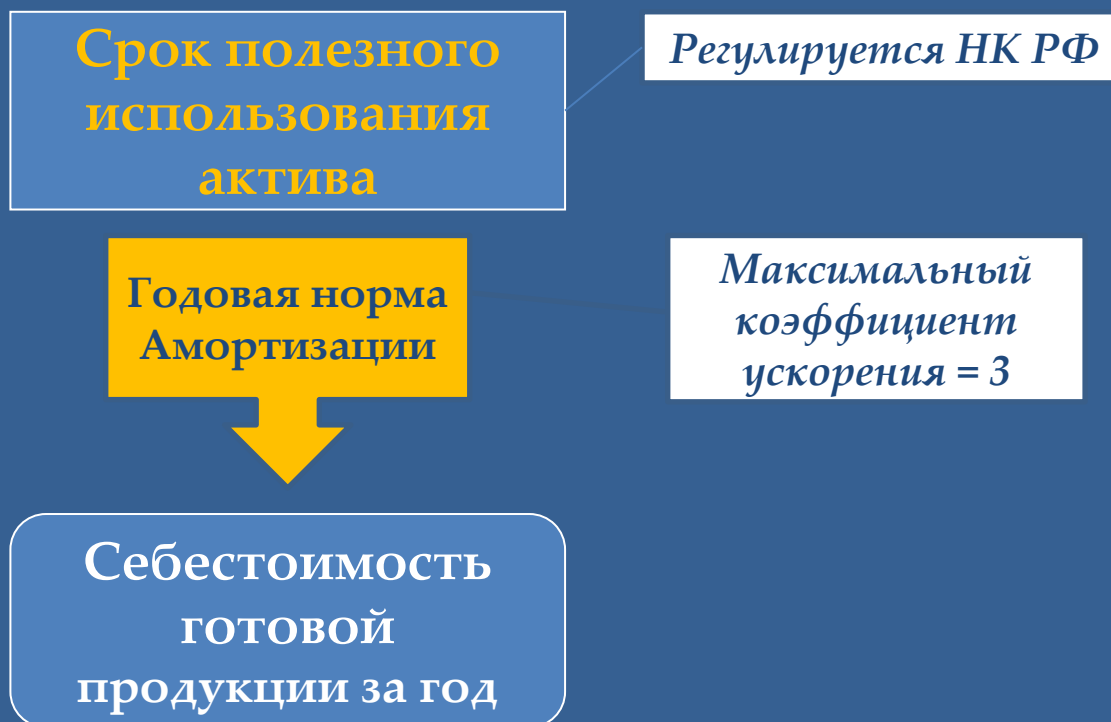 Срок полезного
использования
актива
Регулируется НК РФ
Годовая норма
Амортизации
Максимальный
коэффициент
ускорения = 3
Себестоимость
готовой
продукции за год